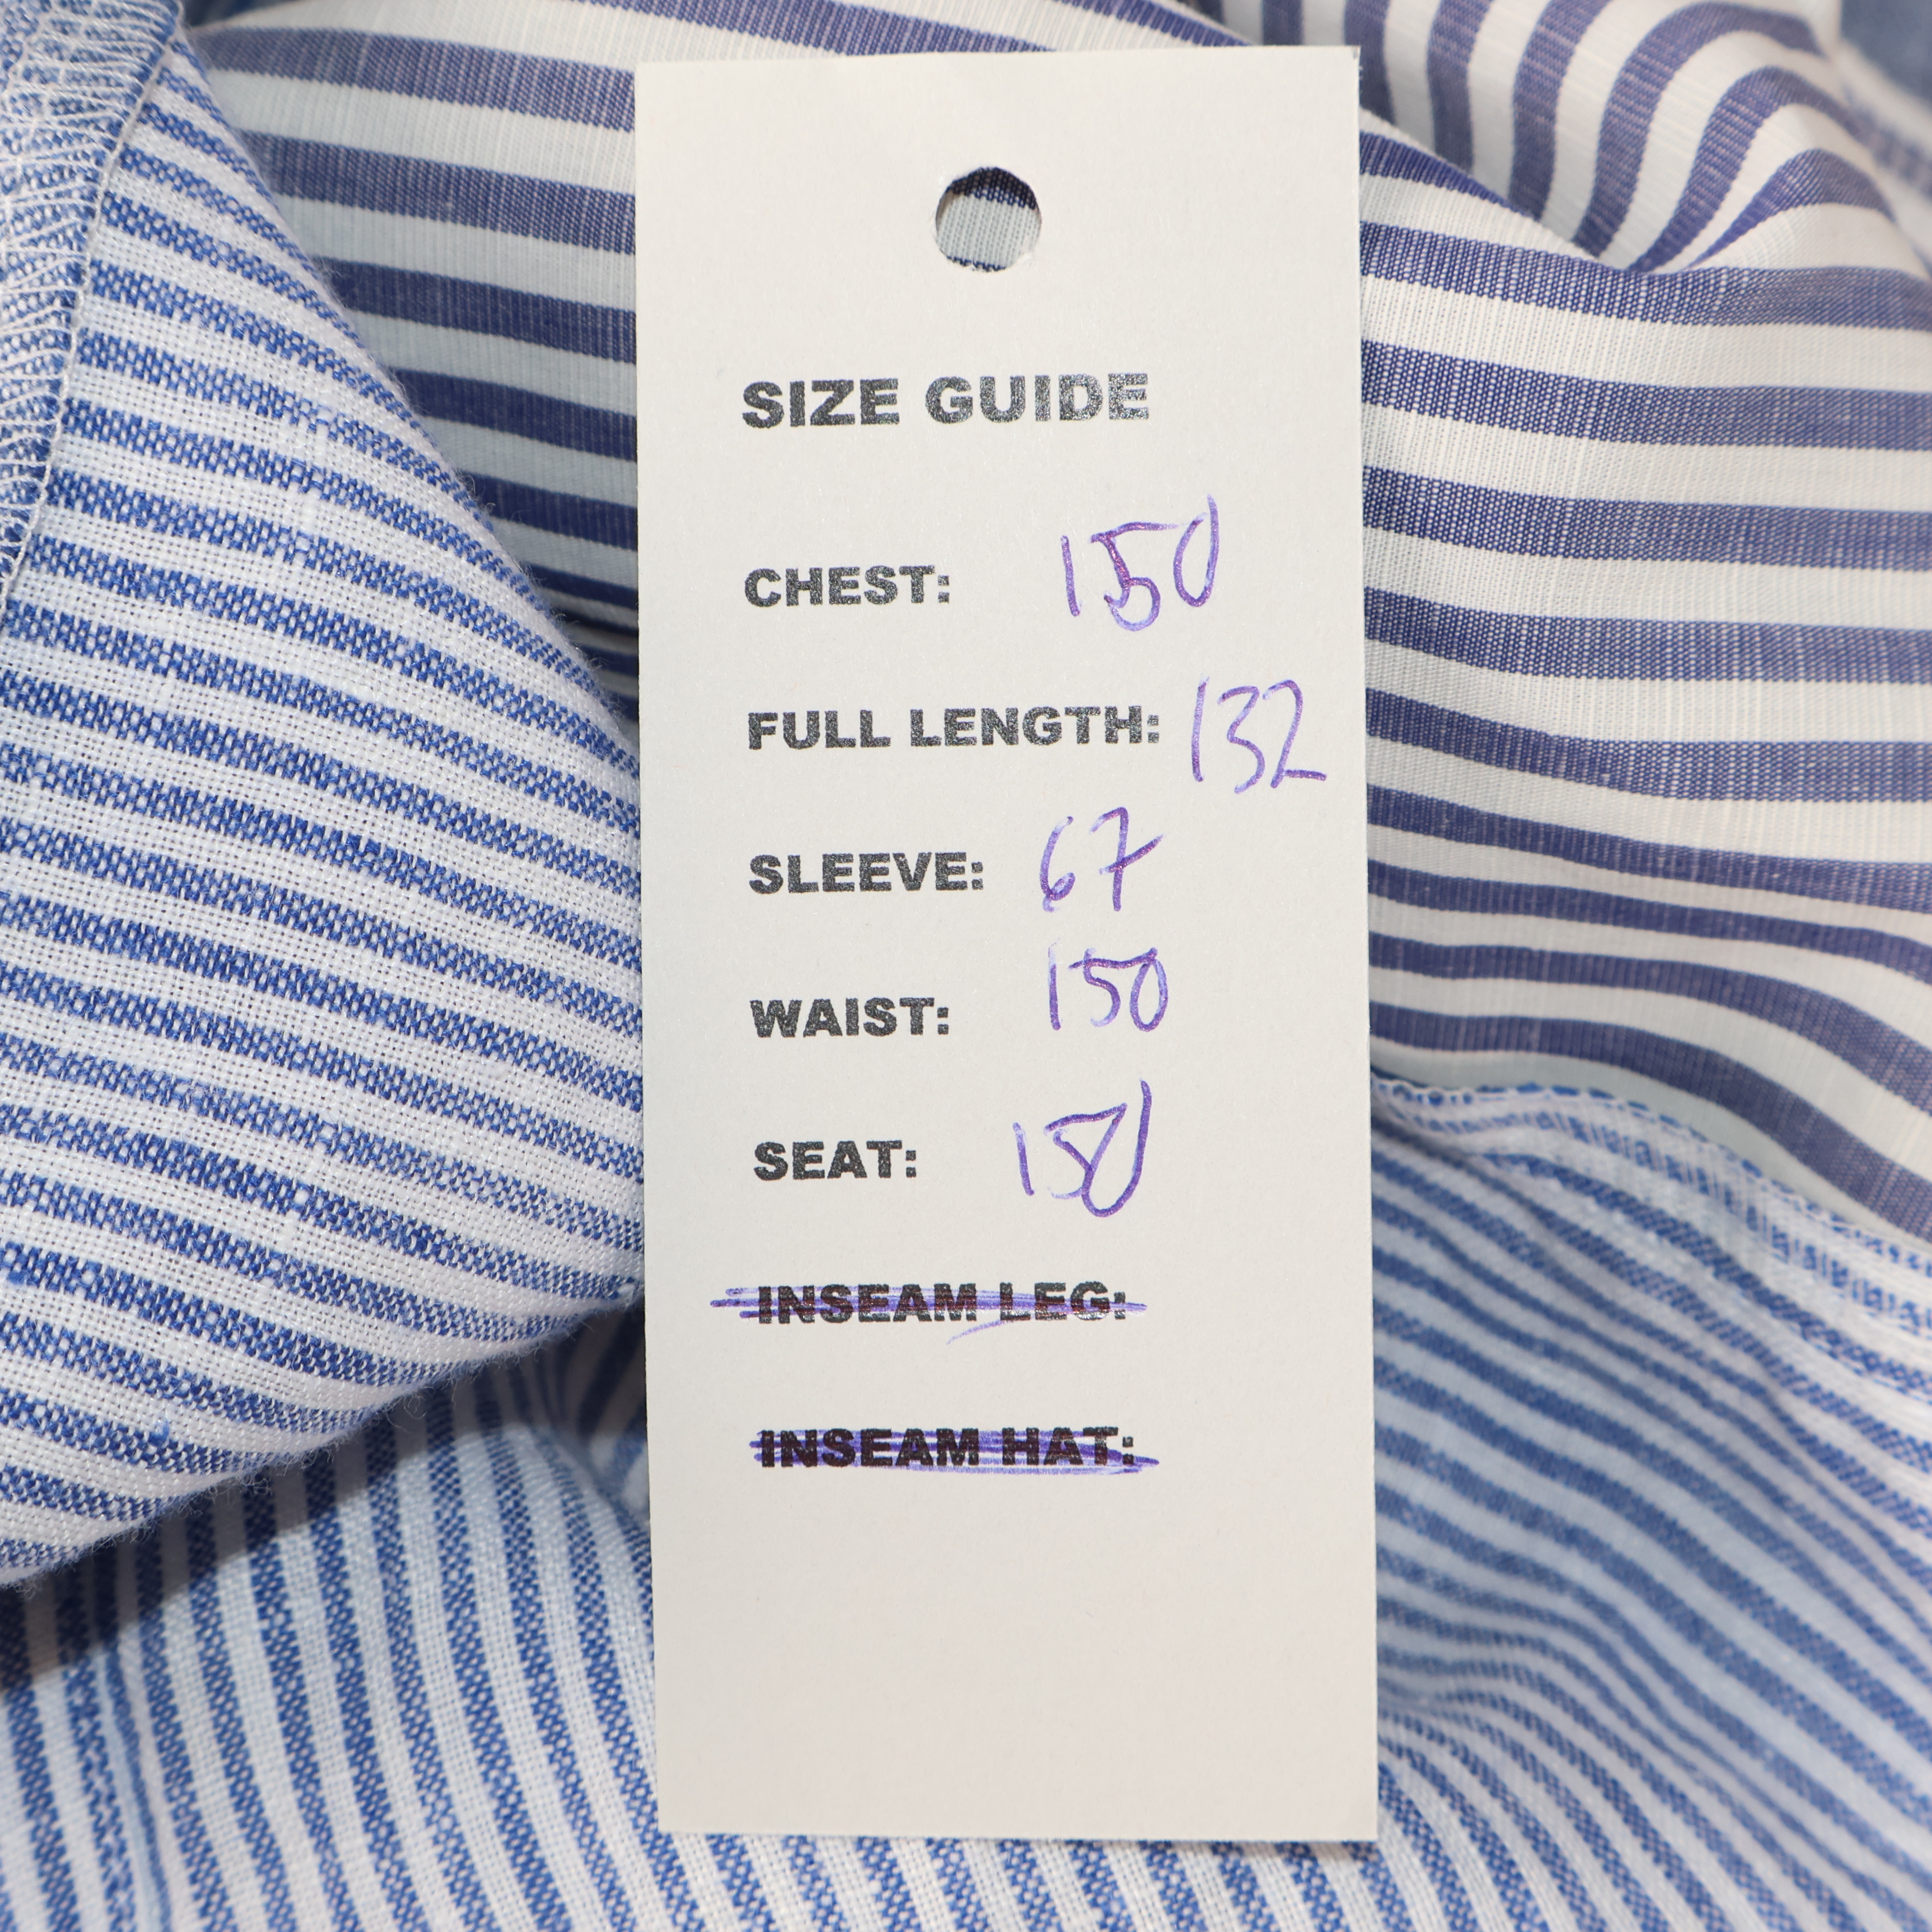 SIZE GUIDE
CHEST: 150
FULL LENGTH: 132
SLEEVE: 67
WAIST: 150
SEAT: 150
INSEAM LEG:
INSEAM HAT: